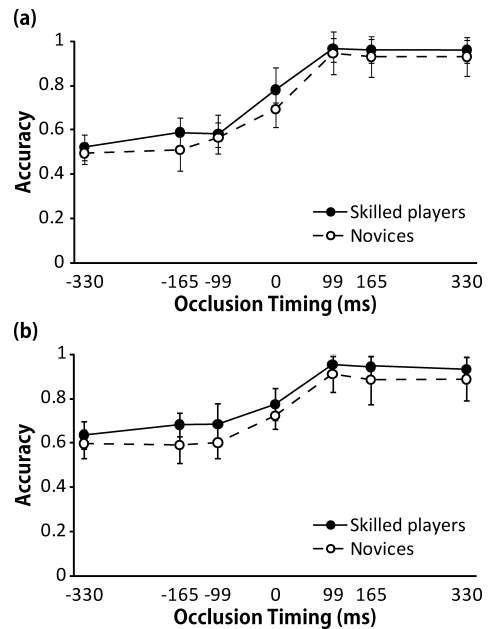 (a)
1
0.8
0.6
0.4
0.2
0
Accuracy
Skilled players
Novices
-330 -165 -99 0 99 165 330
Occlusion Timing (ms)
(b)
1
0.8
0.6
0.4
0.2
0
Accuracy
Skilled players
Novices
-330 -165 -99 0 99 165 330
Occlusion Timing (ms)